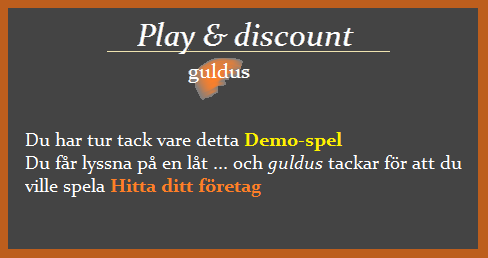 Play & discount
guldus
Du har tur tack vare detta Demo-spel
Du får lyssna på en låt ... och guldus tackar för att du
ville spela Hitta ditt företag